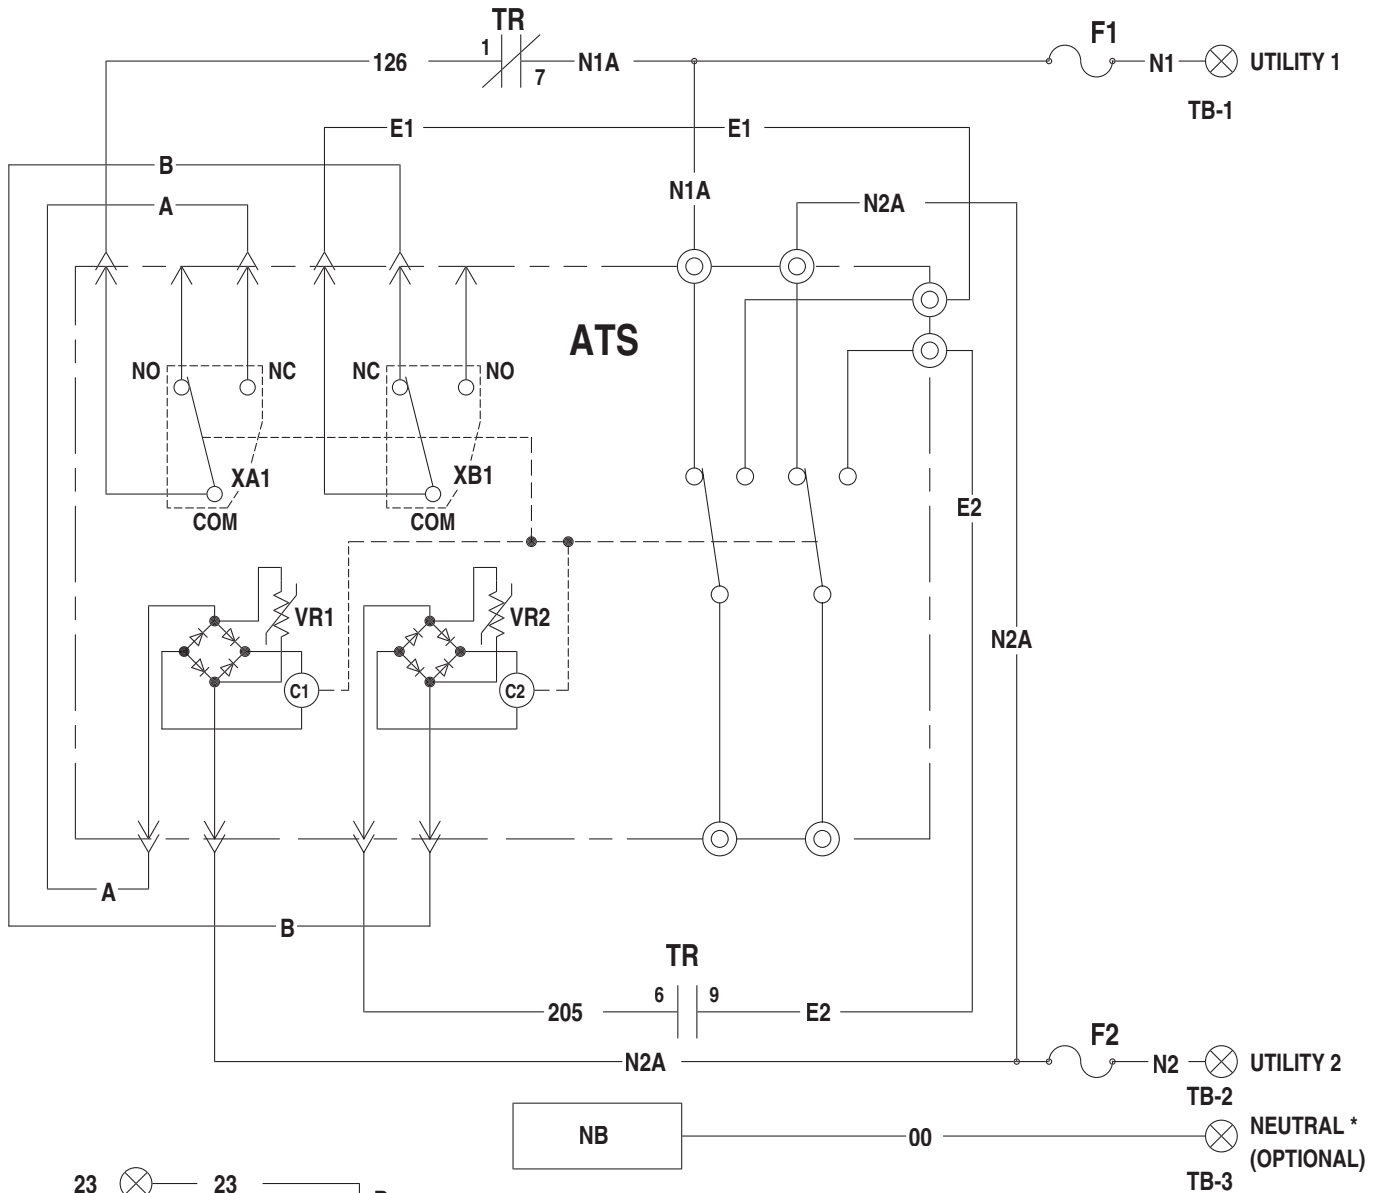 TR
F1
126
1
7
N1A
N1
UTILITY 1
TB-1
E1
E1
B
A
N1A
N2A
ATS
NO
NC
NC
NO
XA1
XB1
COM
COM
E2
VR1
VR2
N2A
C1
C2
A
B
TR
205
6
9
E2
F2
N2A
N2
UTILITY 2
TB-2
NB
00
NEUTRAL *
(OPTIONAL)
TB-3
23
23